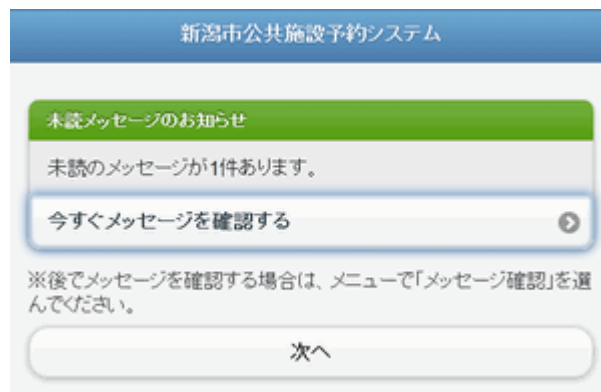 新潟市公共施設予約システム
未読メッセージのお知らせ
未読のメッセージが1件あります。
今すぐメッセージを確認する
※後でメッセージを確認する場合は、メニューで「メッセージ確認」を選
んでください。
次へ